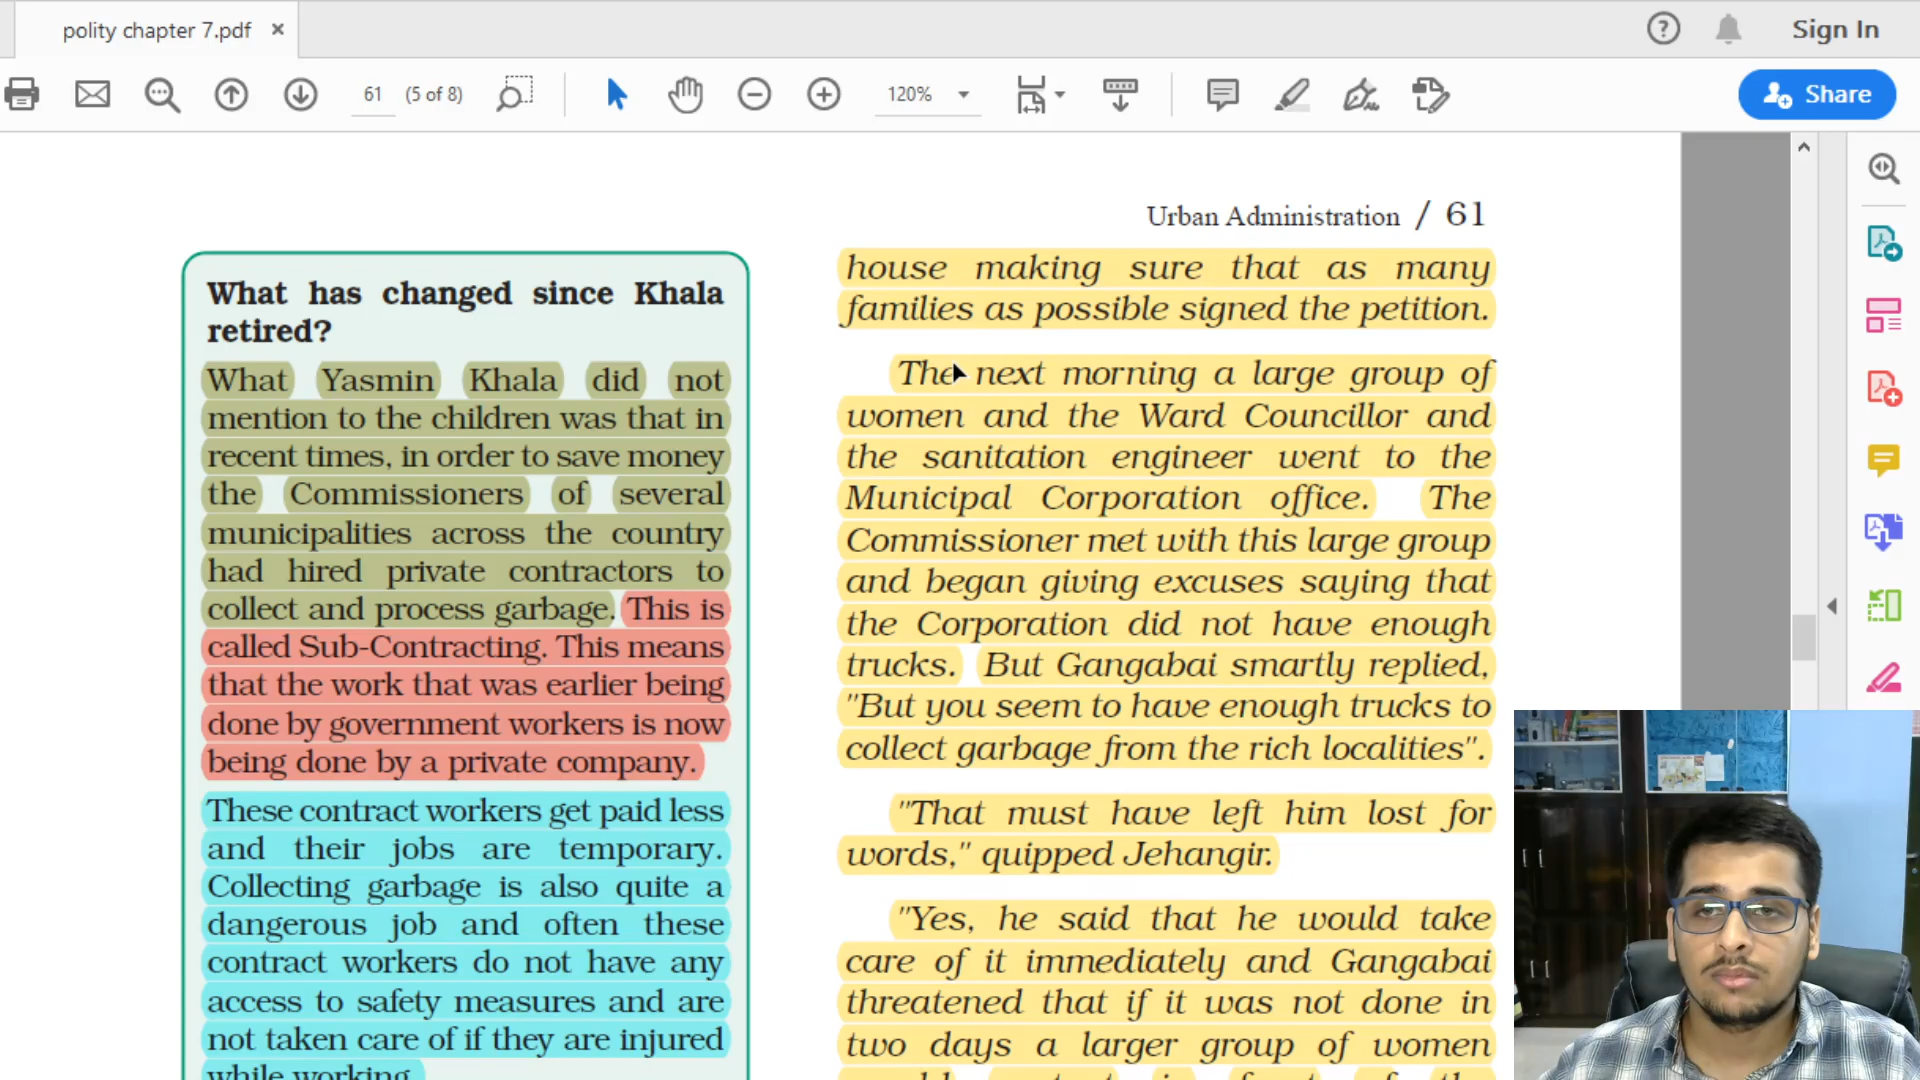 polity chapter 7.pdf
Sign In
61 (5 of 8)
120%
Share
Urban Administration / 61
What has changed since Khala
retired?
What Yasmin Khala did not
mention to the children was that in
recent times, in order to save money
the Commissioners of several
municipalities across the country
had hired private contractors to
collect and process garbage. This is
called Sub-Contracting. This means
that the work that was earlier being
done by government workers is now
being done by a private company.
These contract workers get paid less
and their jobs are temporary.
Collecting garbage is also quite a
dangerous job and often these
contract workers do not have any
access to safety measures and are
not taken care of if they are injured
while working.
house making sure that as many
families as possible signed the petition.
The next morning a large group of
women and the Ward Councillor and
the sanitation engineer went to the
Municipal Corporation office. The
Commissioner met with this large group
and began giving excuses saying that
the Corporation did not have enough
trucks. But Gangabai smartly replied,
"But you seem to have enough trucks to
collect garbage from the rich localities".
"That must have left him lost for
words," quipped Jehangir.
"Yes, he said that he would take
care of it immediately and Gangabai
threatened that if it was not done in
two days a larger group of women